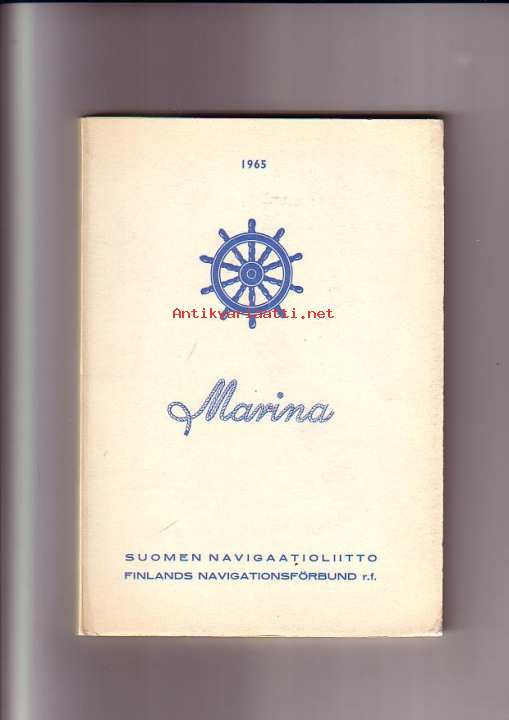 1965
Antikvariaatti.net
Marina
SUOMEN NAVIGAATIOLIITTO
FINLANDS NAVIGATIONSFÖRBUND r.f.